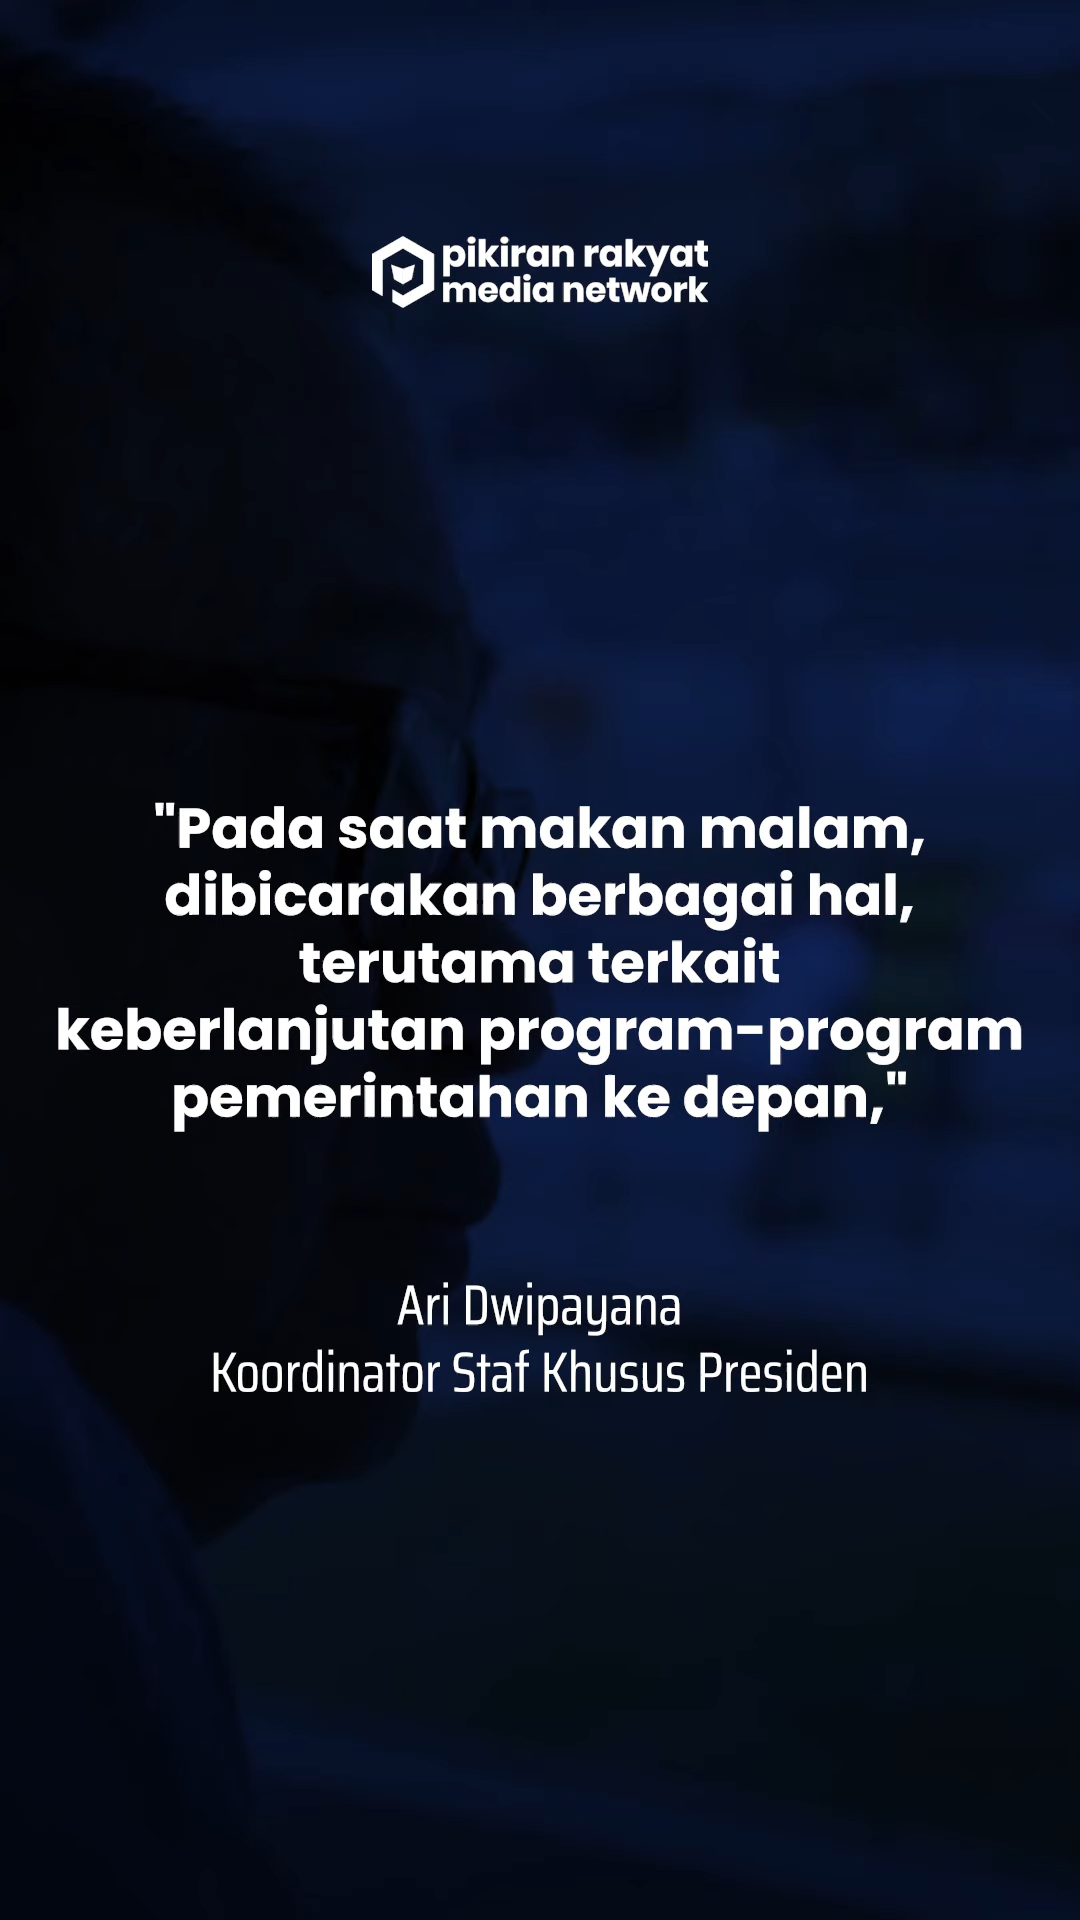 pikiran rakyat
media network
"Pada saat makan malam,
dibicarakan berbagai hal,
terutama terkait
keberlanjutan program-program
pemerintahan ke depan,"
Ari Dwipayana
Koordinator Staf Khusus Presiden